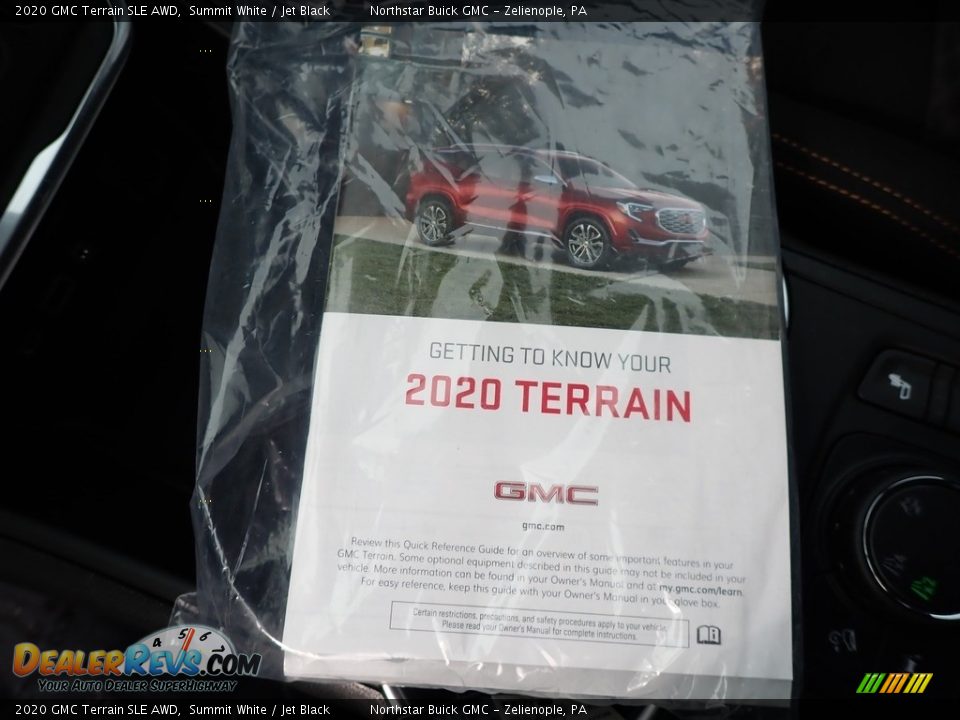 2020 GMC Terrain SLE AWD, Summit White / Jet Black Northstar Buick GMC - Zelienople, PA
GETTING TO KNOW YOUR
2020 TERRAIN
GMC
gmc.com
Review this Quick Reference Guide for an overview of some important features in your
GMC Terrain. Some optional equipment described in this guide may not be included in your
vehicle. More information can be found in your Owner's Manual and at my.gmc.com/learn.
For easy reference, keep this guide with your Owner's Manual in your glove box.
Certain restrictions, precautions, and safety procedures apply to your vehicle.
Please read your Owner's Manual for complete instructions.
4 5 6
DealerRevs.com
Your Auto Dealer SuperHighway
2020 GMC Terrain SLE AWD, Summit White / Jet Black Northstar Buick GMC - Zelienople, PA